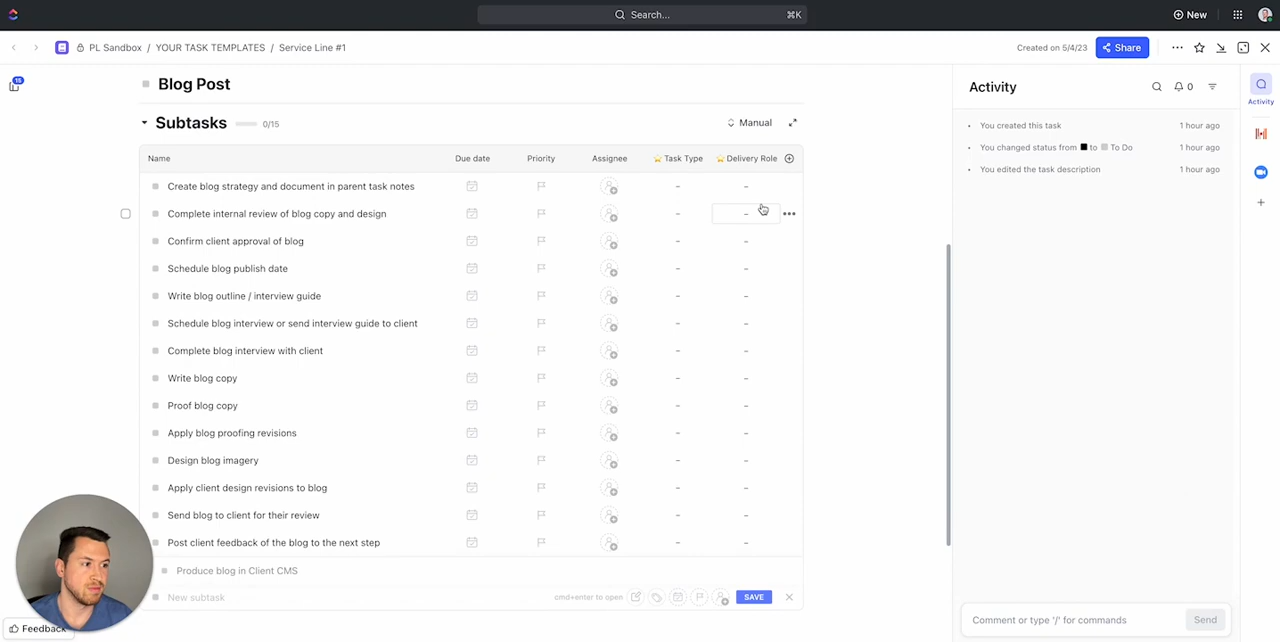 Search... ⌘K
New
PL Sandbox / YOUR TASK TEMPLATES / Service Line #1
Created on 5/4/23
Share
15
Blog Post
Subtasks 0/15
Manual
Name Due date Priority Assignee ⭐ Task Type ⭐ Delivery Role
Create blog strategy and document in parent task notes – –
Complete internal review of blog copy and design – –
Confirm client approval of blog – –
Schedule blog publish date – –
Write blog outline / interview guide – –
Schedule blog interview or send interview guide to client – –
Complete blog interview with client – –
Write blog copy – –
Proof blog copy – –
Apply blog proofing revisions – –
Design blog imagery – –
Apply client design revisions to blog – –
Send blog to client for their review – –
Post client feedback of the blog to the next step – –
Produce blog in Client CMS
New subtask cmd+enter to open SAVE
Feedback
Activity 0
You created this task 1 hour ago
You changed status from to To Do 1 hour ago
You edited the task description 1 hour ago
Comment or type '/' for commands Send
Activity